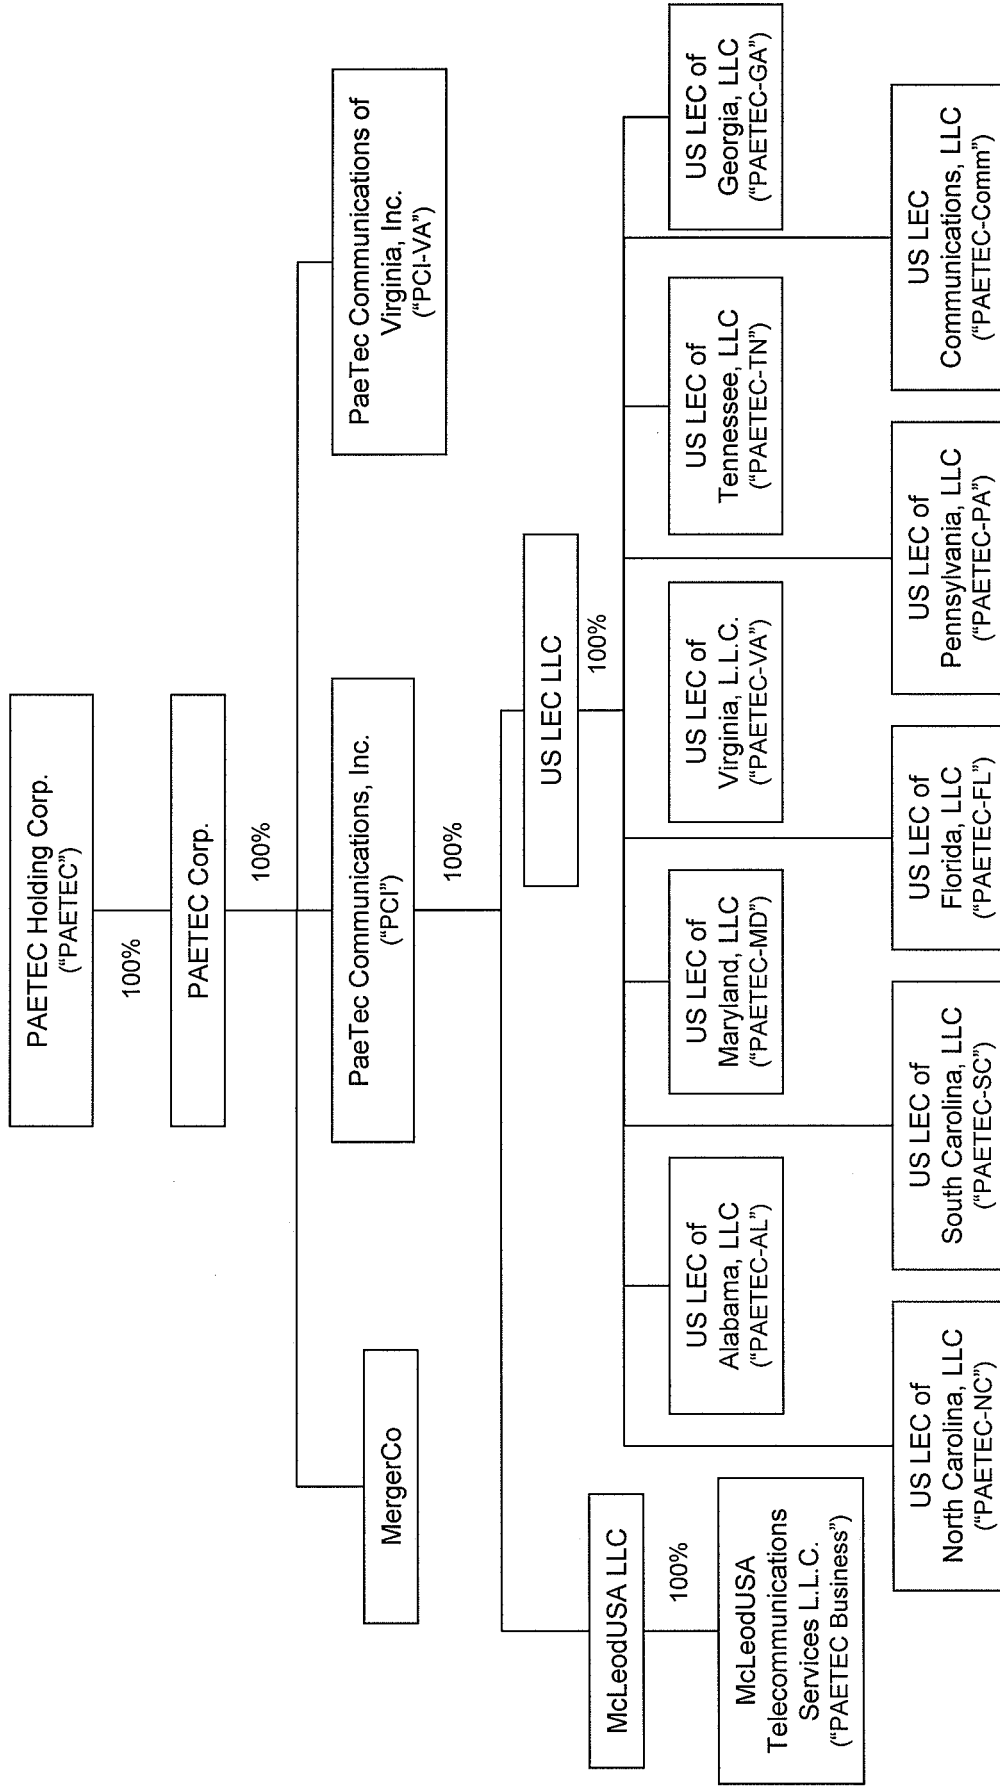 PAETEC Holding Corp.
("PAETEC")
100%
PAETEC Corp.
100%
MergerCo
PaeTec Communications, Inc.
("PCI")
PaeTec Communications of
Virginia, Inc.
("PCI-VA")
100%
McLeodUSA LLC
100%
McLeodUSA
Telecommunications
Services L.L.C.
("PAETEC Business")
US LEC LLC
100%
US LEC of
Alabama, LLC
("PAETEC-AL")
US LEC of
Maryland, LLC
("PAETEC-MD")
US LEC of
Virginia, L.L.C.
("PAETEC-VA")
US LEC of
Tennessee, LLC
("PAETEC-TN")
US LEC of
Georgia, LLC
("PAETEC-GA")
US LEC of
North Carolina, LLC
("PAETEC-NC")
US LEC of
South Carolina, LLC
("PAETEC-SC")
US LEC of
Florida, LLC
("PAETEC-FL")
US LEC of
Pennsylvania, LLC
("PAETEC-PA")
US LEC
Communications, LLC
("PAETEC-Comm")